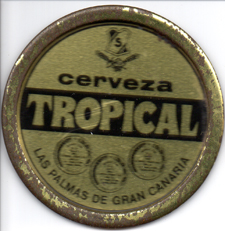 S
cerveza
TROPICAL
LAS PALMAS DE GRAN CANARIA